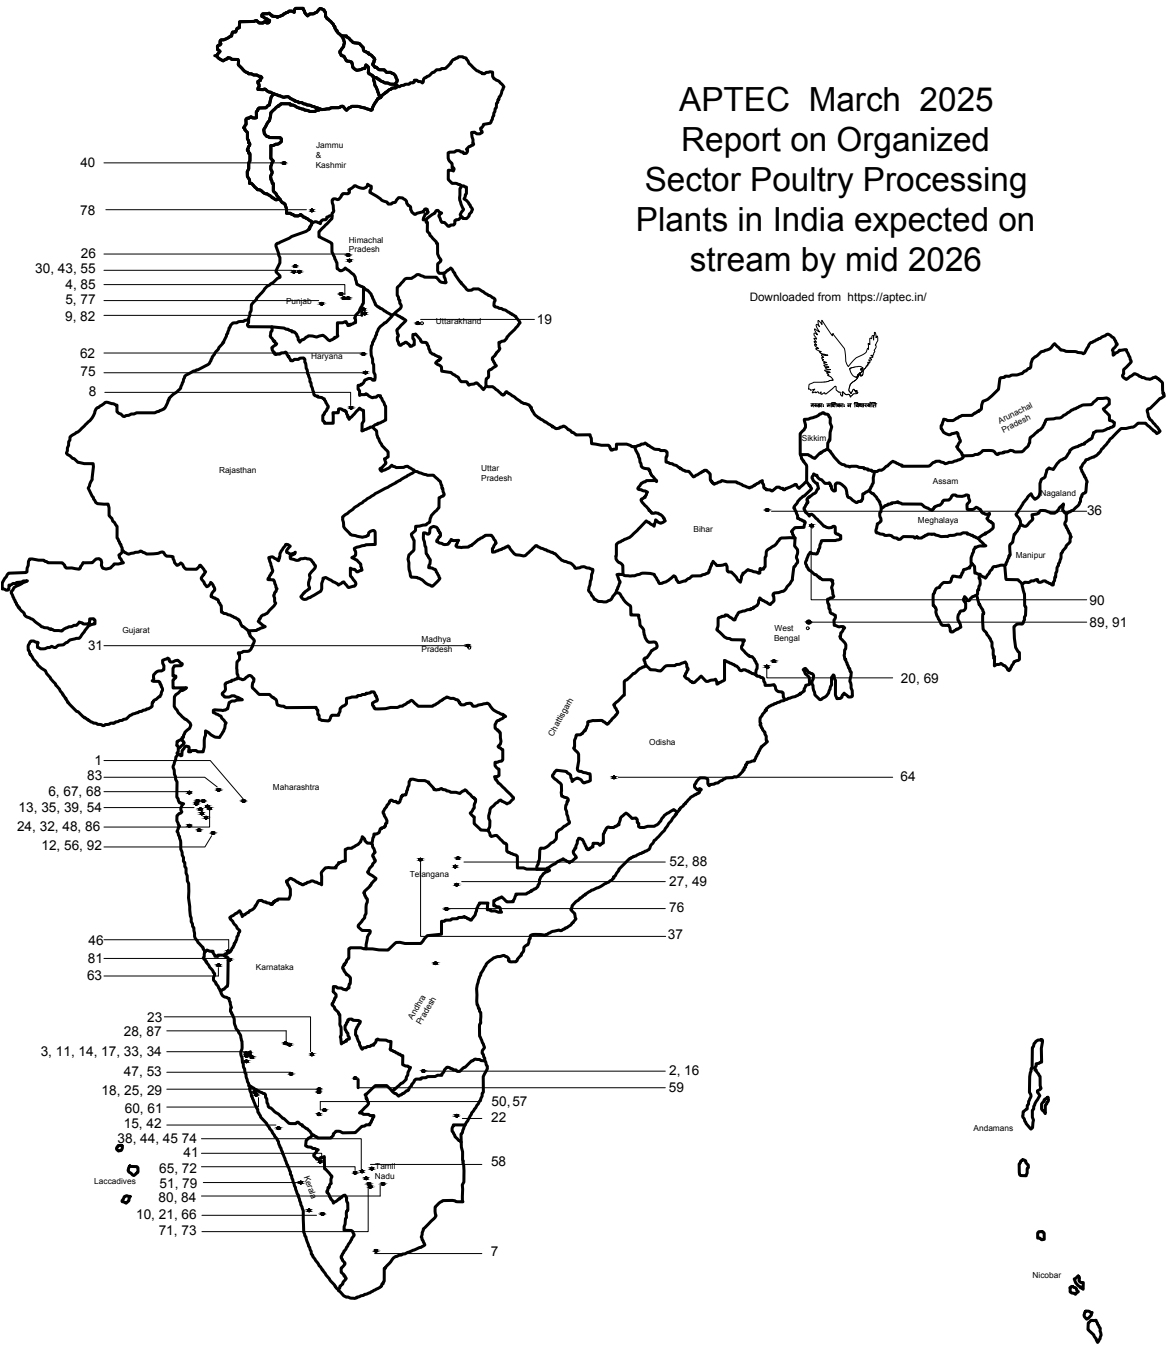 APTEC March 2025
Report on Organized
Sector Poultry Processing
Plants in India expected on
stream by mid 2026
Downloaded from https://aptec.in/
Jammu
&
Kashmir
40
78
Himachal
Pradesh
26
30, 43, 55
4, 85
Punjab
5, 77
9, 82
Uttarakhand
19
62
Haryana
75
8
Sikkim
Arunachal
Pradesh
Rajasthan
Uttar
Pradesh
Assam
Nagaland
36
Meghalaya
Bihar
Manipur
90
89, 91
Gujarat
West
Bengal
31
Madhya
Pradesh
20, 69
Chattisgarh
Odisha
1
83
64
6, 67, 68
Maharashtra
13, 35, 39, 54
24, 32, 48, 86
12, 56, 92
52, 88
Telangana
27, 49
76
37
46
81
63
Karnataka
Andhra
Pradesh
23
28, 87
3, 11, 14, 17, 33, 34
47, 53
2, 16
18, 25, 29
59
60, 61
50, 57
15, 42
22
38, 44, 45 74
41
58
65, 72
Tamil
Nadu
Laccadives
51, 79
Kerala
80, 84
10, 21, 66
71, 73
7
Andamans
Nicobar